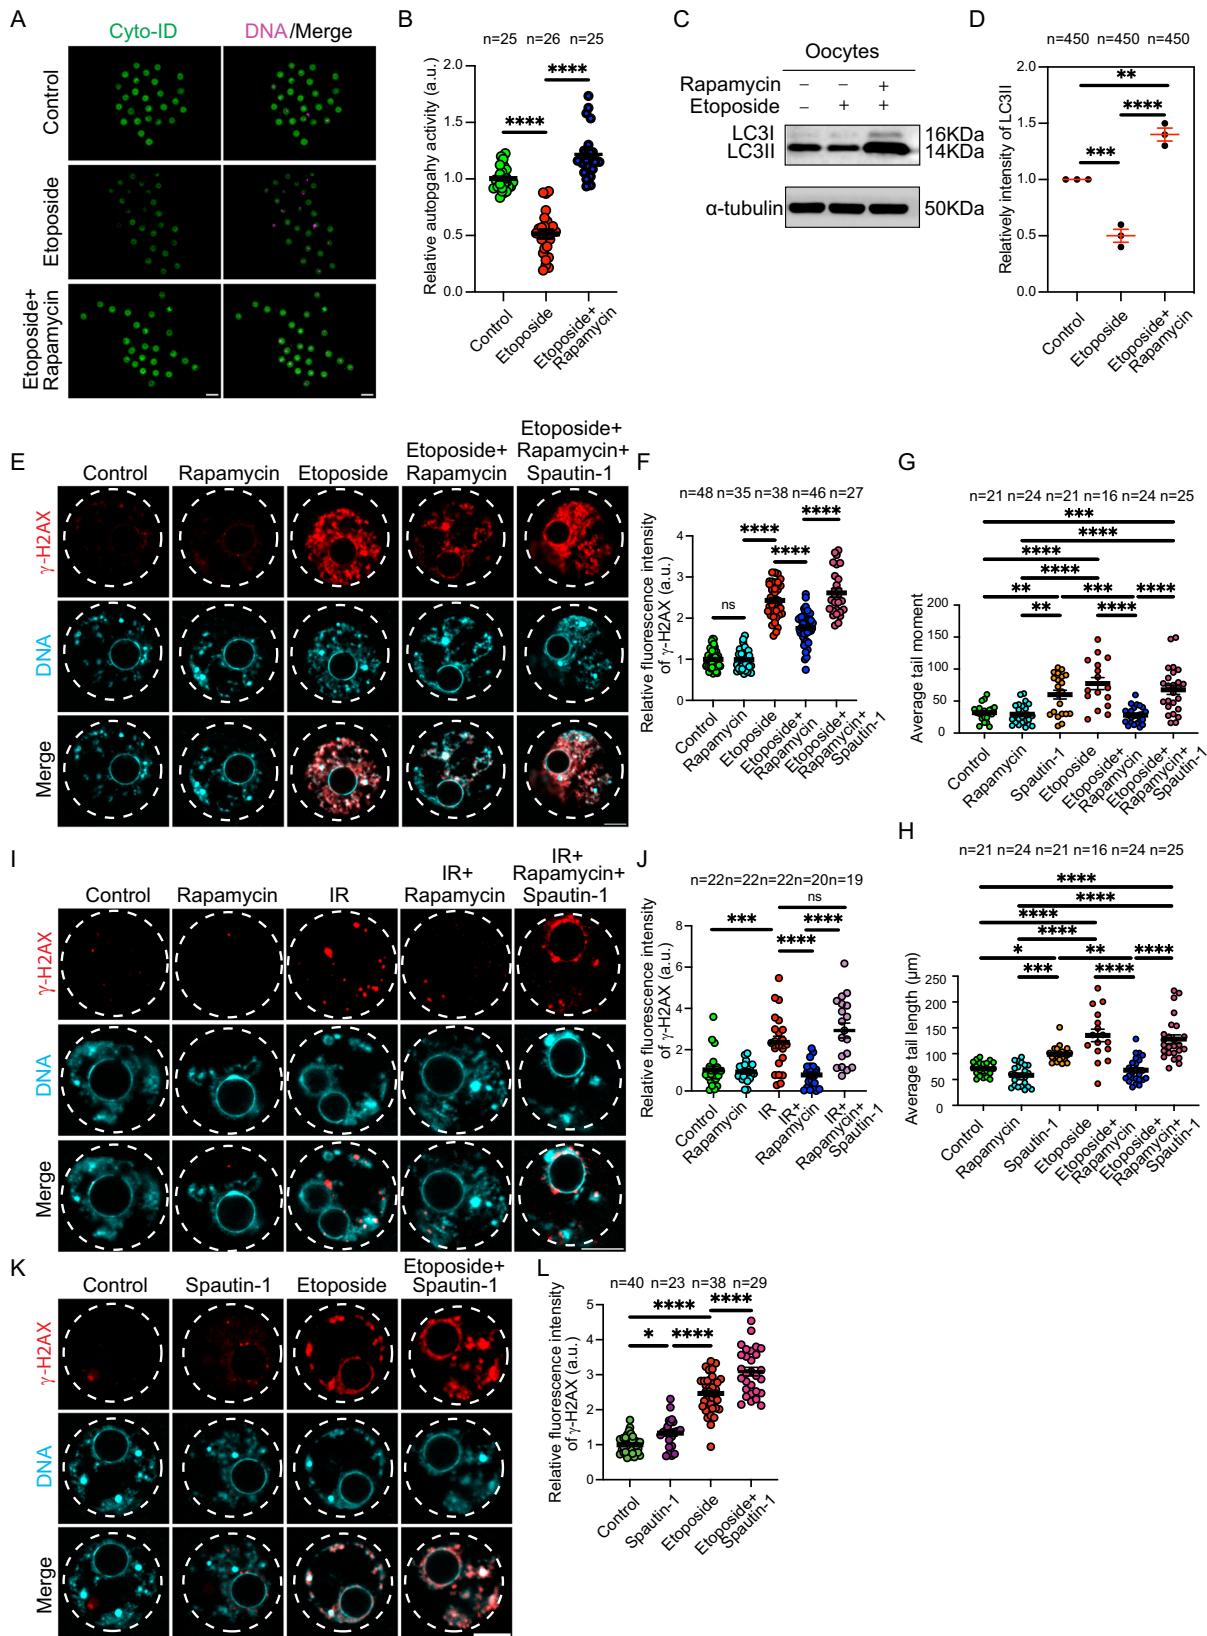 A
Cyto-ID
DNA/Merge
Control
Etoposide
Etoposide+
Rapamycin
B
n=25 n=26 n=25
Relative autopgahy activity (a.u.)
2.0
1.5
1.0
0.5
0.0
****
****
Control
Etoposide
Etoposide+
Rapamycin
C
Oocytes
Rapamycin – – +
Etoposide – + +
LC3I
LC3II
16KDa
14KDa
α-tubulin
50KDa
D
n=450 n=450 n=450
Relatively intensity of LC3II
2.0
1.5
1.0
0.5
0.0
**
****
***
Control
Etoposide
Etoposide+
Rapamycin
E
Control
Rapamycin
Etoposide
Etoposide+
Rapamycin
Etoposide+
Rapamycin+
Spautin-1
γ-H2AX
DNA
Merge
F
n=48 n=35 n=38 n=46 n=27
Relative fluorescence intensity
of γ-H2AX (a.u.)
4
3
2
1
0
ns
****
****
****
Control
Rapamycin
Etoposide
Etoposide+
Rapamycin
Etoposide+
Rapamycin+
Spautin-1
G
n=21 n=24 n=21 n=16 n=24 n=25
Average tail moment
200
150
100
50
0
***
****
****
****
** *** ****
** ****
Control
Rapamycin
Spautin-1
Etoposide
Etoposide+
Rapamycin
Etoposide+
Rapamycin+
Spautin-1
H
n=21 n=24 n=21 n=16 n=24 n=25
Average tail length (μm)
250
200
150
100
50
0
****
****
****
****
* ** ****
*** ****
Control
Rapamycin
Spautin-1
Etoposide
Etoposide+
Rapamycin
Etoposide+
Rapamycin+
Spautin-1
I
Control
Rapamycin
IR
IR+
Rapamycin
IR+
Rapamycin+
Spautin-1
γ-H2AX
DNA
Merge
J
n=22n=22n=22n=20n=19
Relative fluorescence intensity
of γ-H2AX (a.u.)
8
6
4
2
0
ns
*** ****
****
Control
Rapamycin
IR
IR+
Rapamycin
IR+
Rapamycin+
Spautin-1
K
Control
Spautin-1
Etoposide
Etoposide+
Spautin-1
γ-H2AX
DNA
Merge
L
n=40 n=23 n=38 n=29
Relative fluorescence intensity
of γ-H2AX (a.u.)
5
4
3
2
1
0
**** ****
* ****
Control
Spautin-1
Etoposide
Etoposide+
Spautin-1